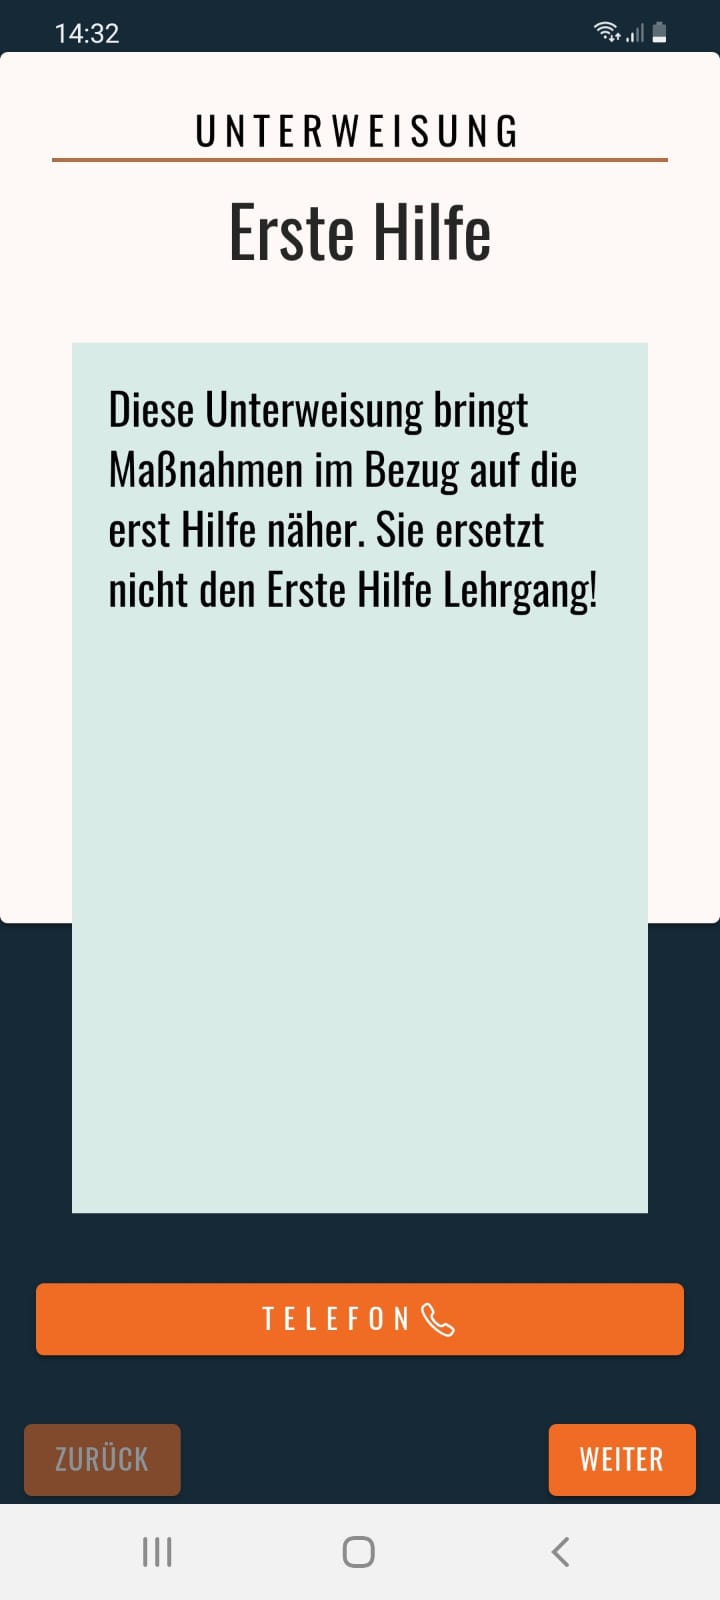 14:32
UNTERWEISUNG
Erste Hilfe
Diese Unterweisung bringt
Maßnahmen im Bezug auf die
erst Hilfe näher. Sie ersetzt
nicht den Erste Hilfe Lehrgang!
TELEFON
ZURÜCK
WEITER